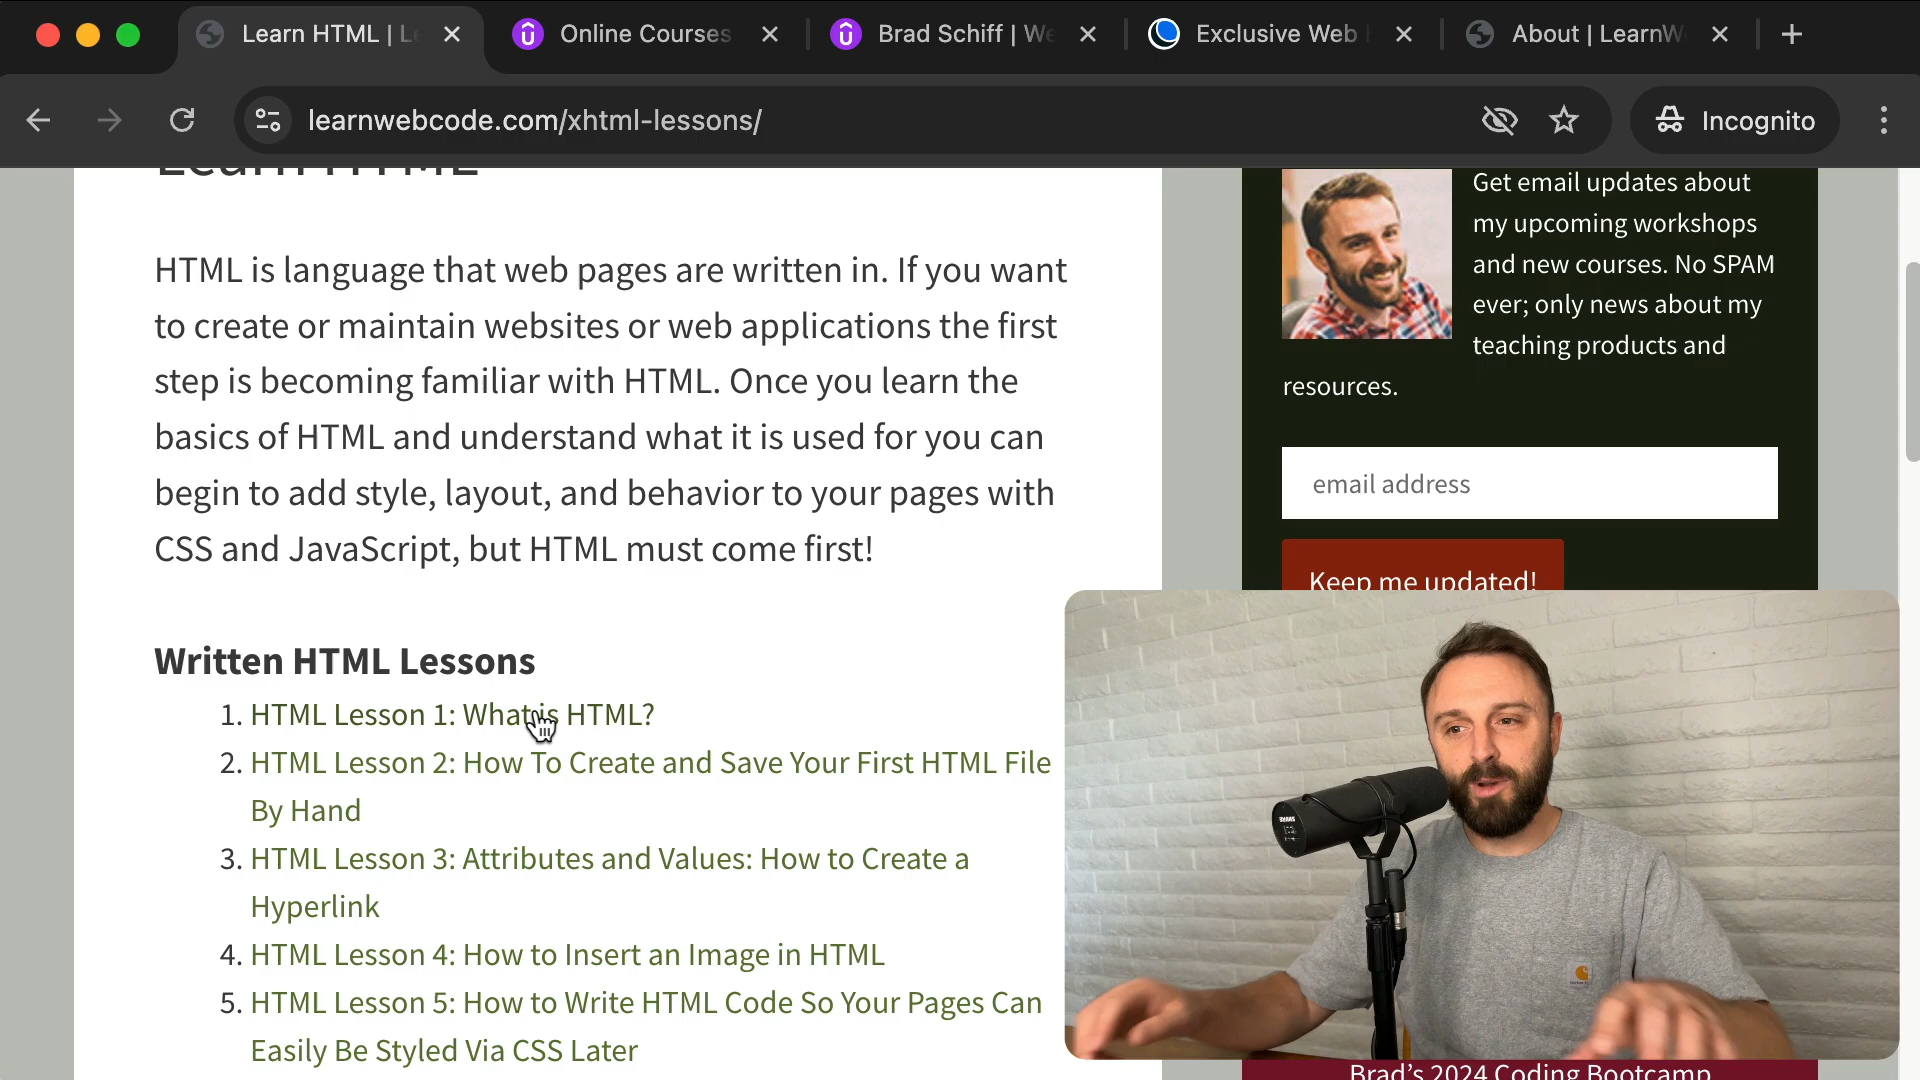 Learn HTML | Le
Online Courses
Brad Schiff | We
Exclusive Web
About | LearnW
learnwebcode.com/xhtml-lessons/
Incognito
Learn HTML
HTML is language that web pages are written in. If you want
to create or maintain websites or web applications the first
step is becoming familiar with HTML. Once you learn the
basics of HTML and understand what it is used for you can
begin to add style, layout, and behavior to your pages with
CSS and JavaScript, but HTML must come first!
Written HTML Lessons
1. HTML Lesson 1: What is HTML?
2. HTML Lesson 2: How To Create and Save Your First HTML File
By Hand
3. HTML Lesson 3: Attributes and Values: How to Create a
Hyperlink
4. HTML Lesson 4: How to Insert an Image in HTML
5. HTML Lesson 5: How to Write HTML Code So Your Pages Can
Easily Be Styled Via CSS Later
Get email updates about
my upcoming workshops
and new courses. No SPAM
ever; only news about my
teaching products and
resources.
email address
Keep me updated!
SHURE
Brad's 2024 Coding Bootcamp